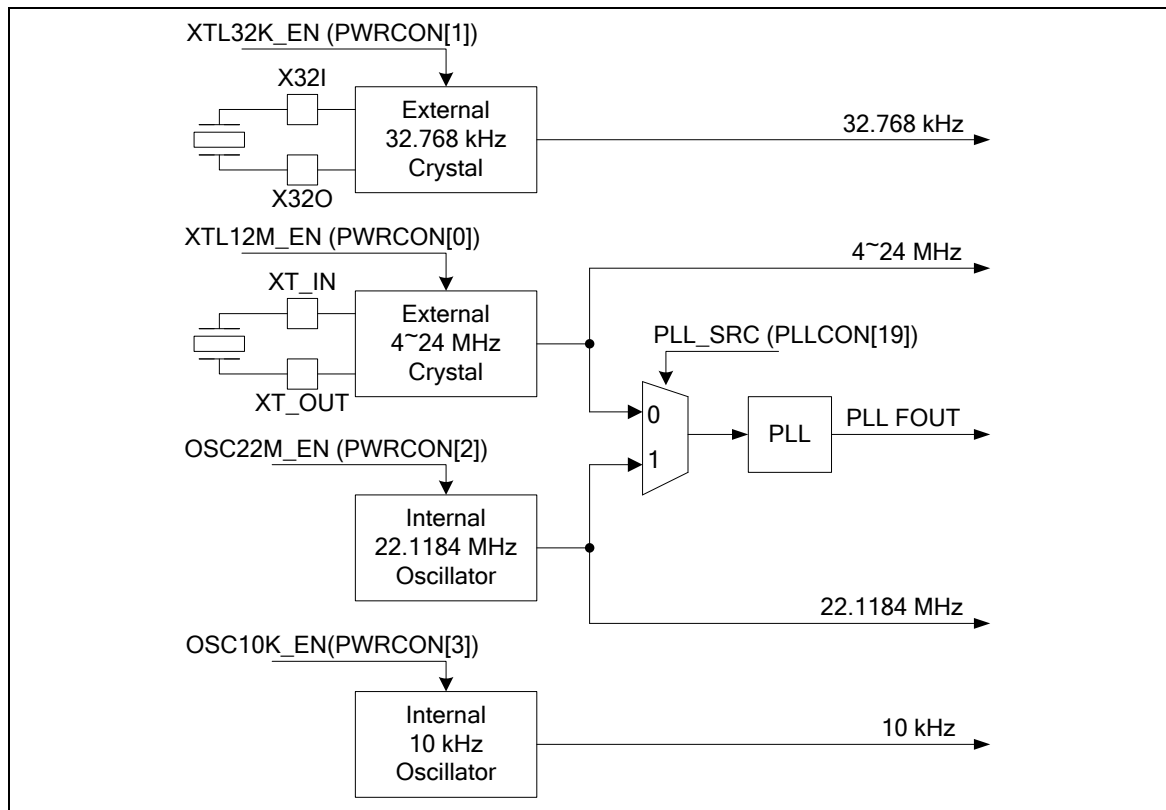 XTL32K_EN (PWRCON[1])
X32I
External
32.768 kHz
Crystal
32.768 kHz
X32O
XTL12M_EN (PWRCON[0])
4~24 MHz
XT_IN
External
4~24 MHz
Crystal
PLL_SRC (PLLCON[19])
XT_OUT
0
1
PLL
PLL FOUT
OSC22M_EN (PWRCON[2])
Internal
22.1184 MHz
Oscillator
22.1184 MHz
OSC10K_EN(PWRCON[3])
Internal
10 kHz
Oscillator
10 kHz